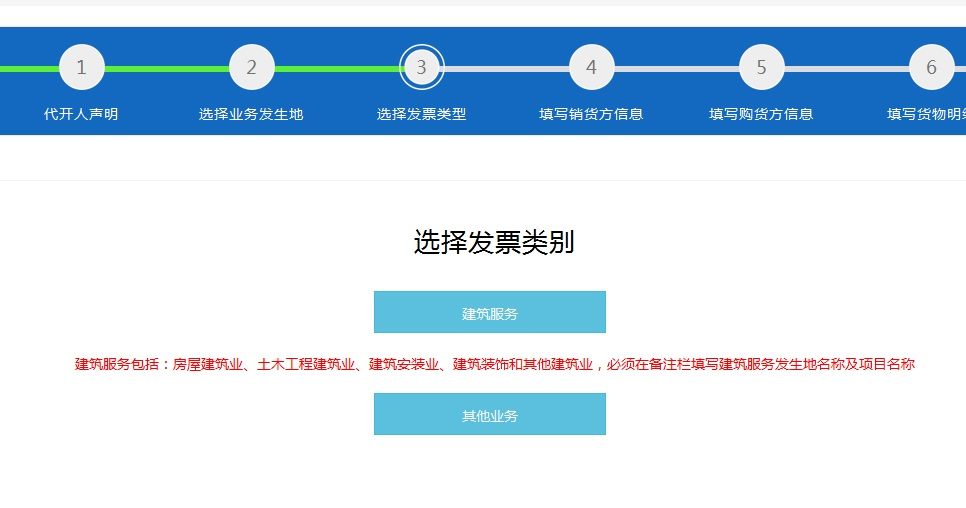 1 2 3 4 5 6
代开人声明 选择业务发生地 选择发票类型 填写销货方信息 填写购货方信息 填写货物明
选择发票类别
建筑服务
建筑服务包括：房屋建筑业、土木工程建筑业、建筑安装业、建筑装饰和其他建筑业，必须在备注栏填写建筑服务发生地名称及项目名称
其他业务